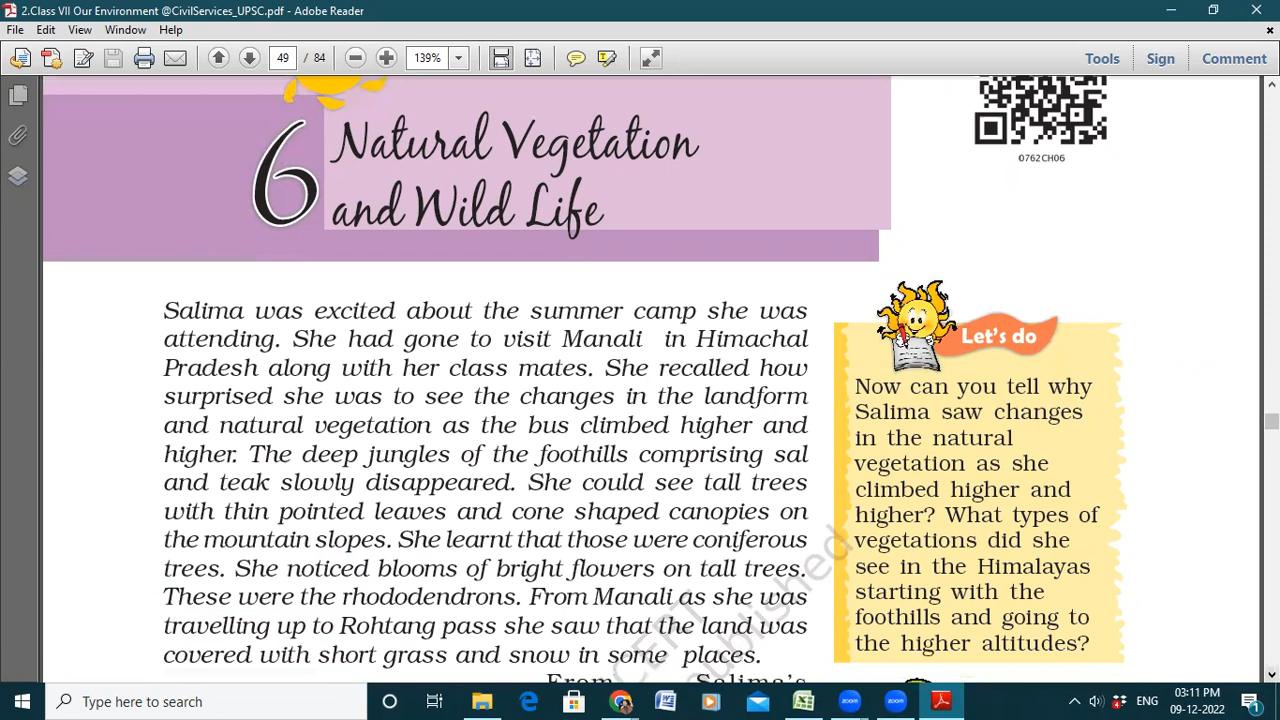 2.Class VII Our Environment @CivilServices_UPSC.pdf - Adobe Reader
File Edit View Window Help
49 / 84 139% Tools Sign Comment
6
Natural Vegetation
and Wild Life
0762CH06
Salima was excited about the summer camp she was
attending. She had gone to visit Manali in Himachal
Pradesh along with her class mates. She recalled how
surprised she was to see the changes in the landform
and natural vegetation as the bus climbed higher and
higher. The deep jungles of the foothills comprising sal
and teak slowly disappeared. She could see tall trees
with thin pointed leaves and cone shaped canopies on
the mountain slopes. She learnt that those were coniferous
trees. She noticed blooms of bright flowers on tall trees.
These were the rhododendrons. From Manali as she was
travelling up to Rohtang pass she saw that the land was
covered with short grass and snow in some places.
From Salima's
Let's do
Now can you tell why
Salima saw changes
in the natural
vegetation as she
climbed higher and
higher? What types of
vegetations did she
see in the Himalayas
starting with the
foothills and going to
the higher altitudes?
Type here to search
zoom zoom
ENG
03:11 PM
09-12-2022
1